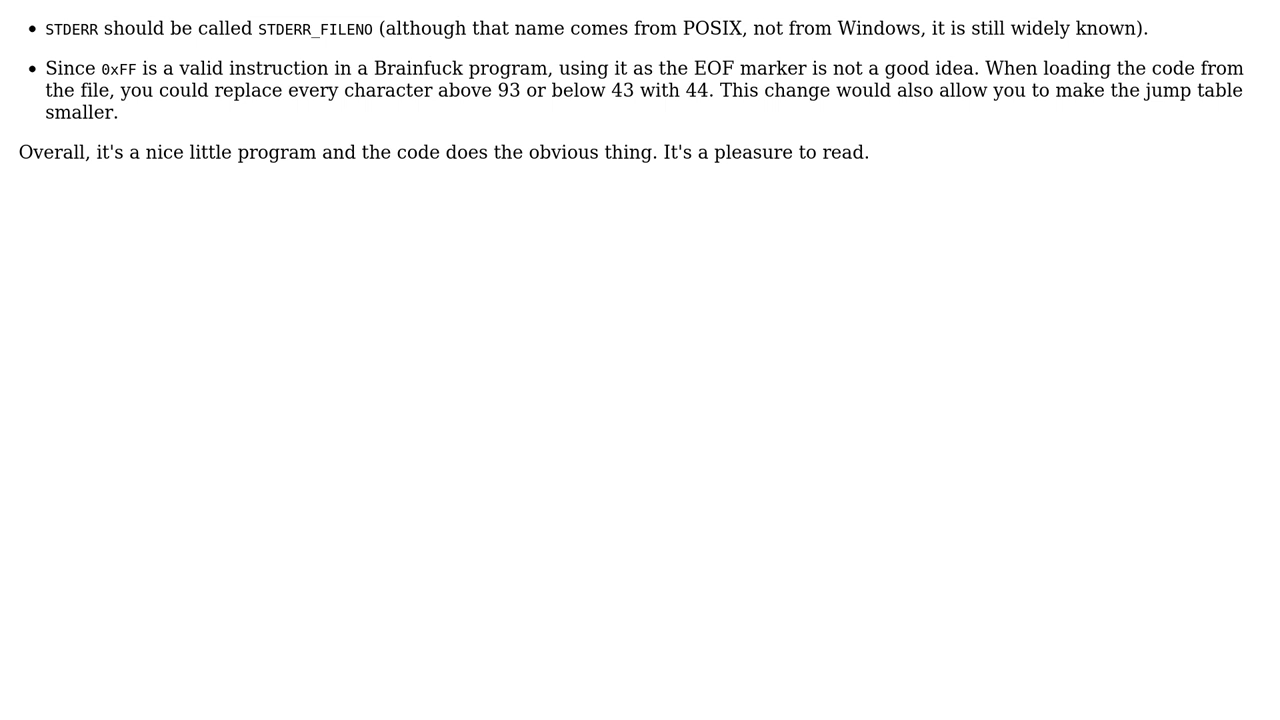 • STDERR should be called STDERR_FILENO (although that name comes from POSIX, not from Windows, it is still widely known).
• Since 0xFF is a valid instruction in a Brainfuck program, using it as the EOF marker is not a good idea. When loading the code from
the file, you could replace every character above 93 or below 43 with 44. This change would also allow you to make the jump table
smaller.
Overall, it's a nice little program and the code does the obvious thing. It's a pleasure to read.